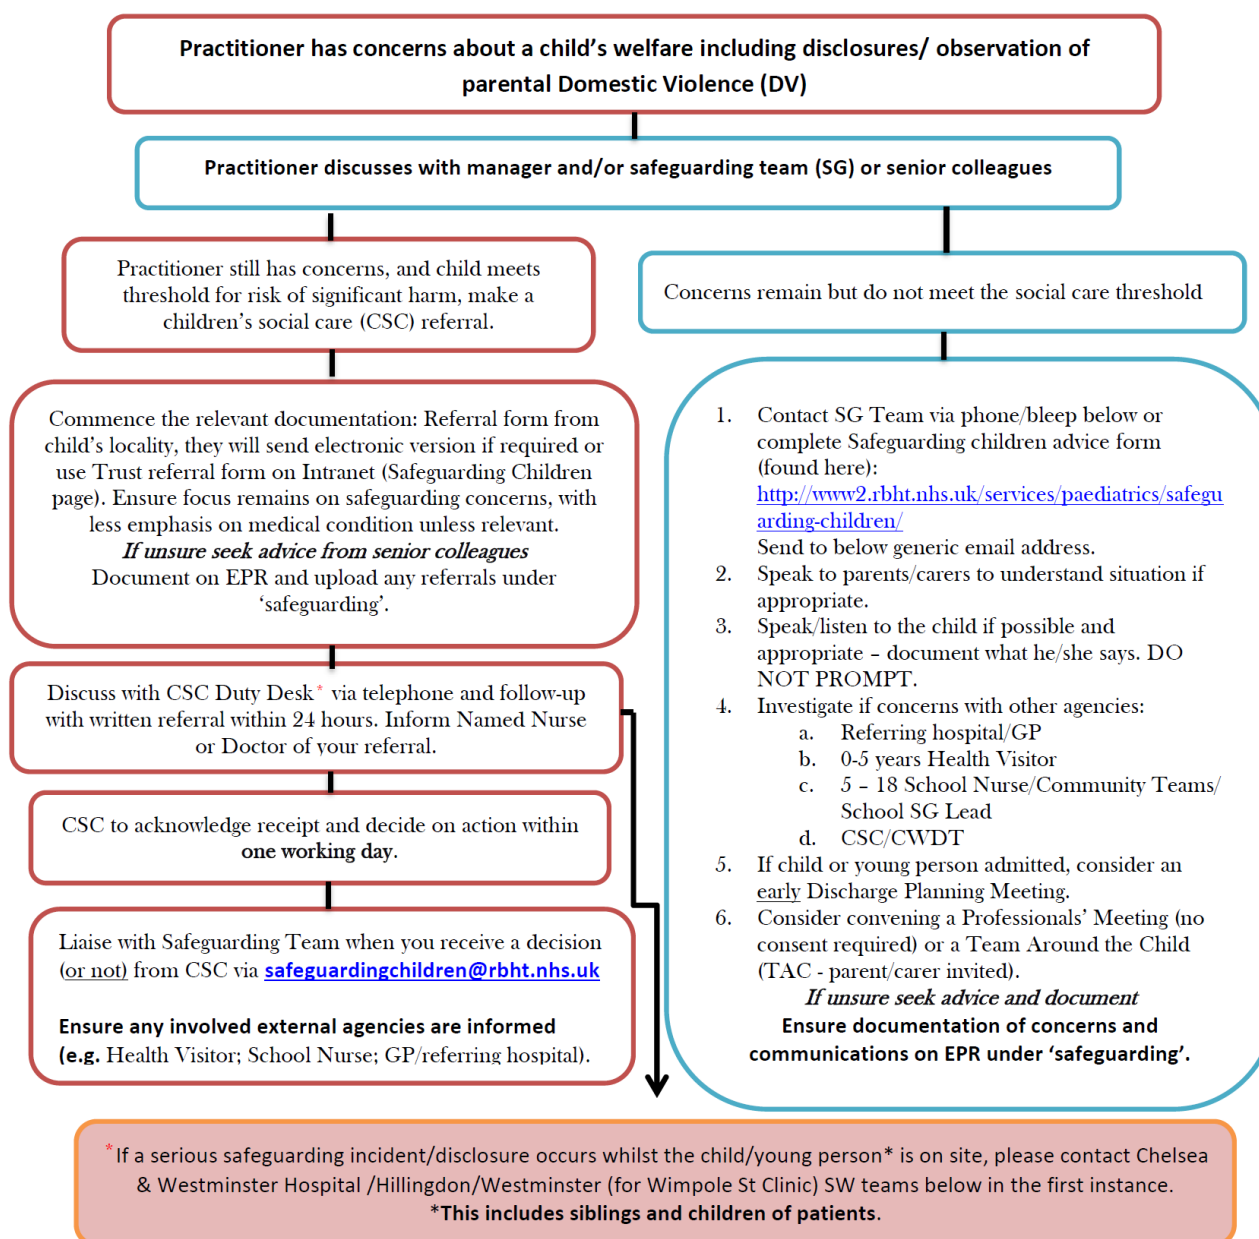 Practitioner has concerns about a child's welfare including disclosures/ observation of
parental Domestic Violence (DV)
Practitioner discusses with manager and/or safeguarding team (SG) or senior colleagues
Practitioner still has concerns, and child meets
threshold for risk of significant harm, make a
children's social care (CSC) referral.
Commence the relevant documentation: Referral form from
child's locality, they will send electronic version if required or
use Trust referral form on Intranet (Safeguarding Children
page). Ensure focus remains on safeguarding concerns, with
less emphasis on medical condition unless relevant.
If unsure seek advice from senior colleagues
Document on EPR and upload any referrals under
'safeguarding'.
Discuss with CSC Duty Desk* via telephone and follow-up
with written referral within 24 hours. Inform Named Nurse
or Doctor of your referral.
CSC to acknowledge receipt and decide on action within
one working day.
Liaise with Safeguarding Team when you receive a decision
(or not) from CSC via safeguardingchildren@rbht.nhs.uk
Ensure any involved external agencies are informed
(e.g. Health Visitor; School Nurse; GP/referring hospital).
Concerns remain but do not meet the social care threshold
1. Contact SG Team via phone/bleep below or
complete Safeguarding children advice form
(found here):
http://www2.rbht.nhs.uk/services/paediatrics/safegu
arding-children/
Send to below generic email address.
2. Speak to parents/carers to understand situation if
appropriate.
3. Speak/listen to the child if possible and
appropriate – document what he/she says. DO
NOT PROMPT.
4. Investigate if concerns with other agencies:
a. Referring hospital/GP
b. 0-5 years Health Visitor
c. 5 – 18 School Nurse/Community Teams/
School SG Lead
d. CSC/CWDT
5. If child or young person admitted, consider an
early Discharge Planning Meeting.
6. Consider convening a Professionals' Meeting (no
consent required) or a Team Around the Child
(TAC - parent/carer invited).
If unsure seek advice and document
Ensure documentation of concerns and
communications on EPR under 'safeguarding'.
*If a serious safeguarding incident/disclosure occurs whilst the child/young person* is on site, please contact Chelsea
& Westminster Hospital /Hillingdon/Westminster (for Wimpole St Clinic) SW teams below in the first instance.
*This includes siblings and children of patients.